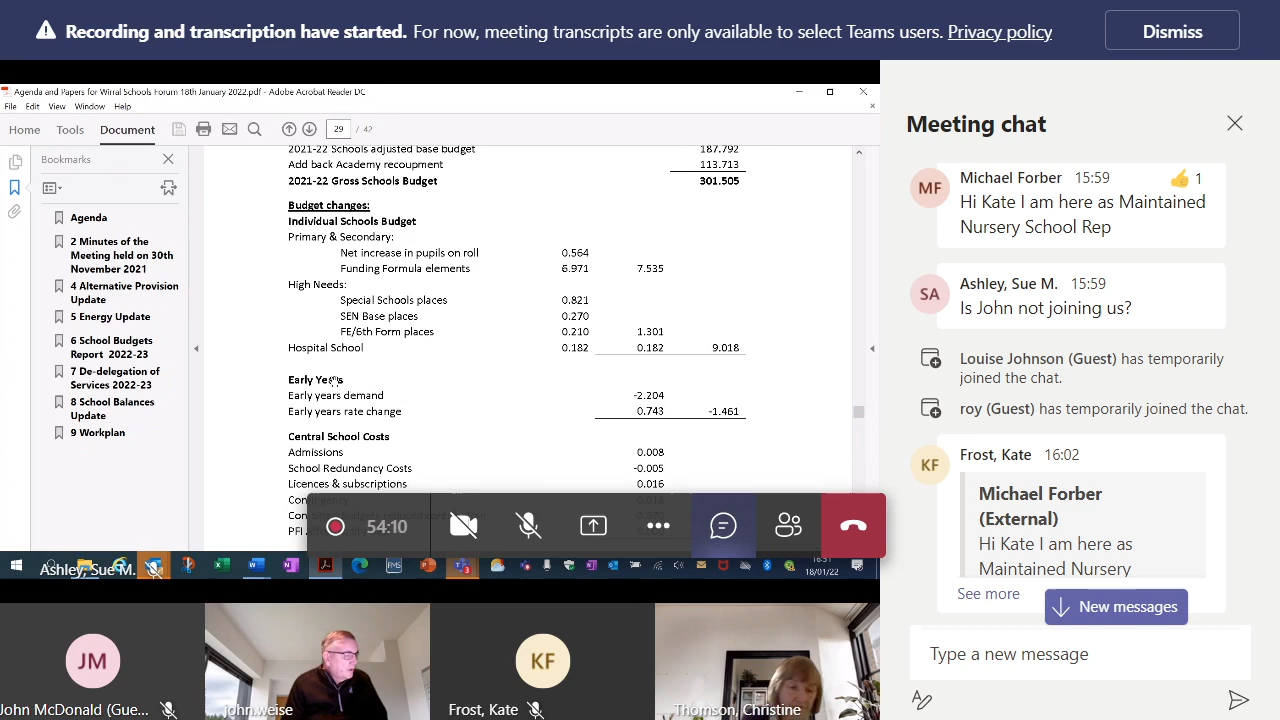 Recording and transcription have started. For now, meeting transcripts are only available to select Teams users. Privacy policy
Dismiss
Agenda and Papers for Wirral Schools Forum 18th January 2022.pdf - Adobe Acrobat Reader DC
File Edit View Window Help
Home Tools Document 29 / 42
Bookmarks
Agenda
2 Minutes of the
Meeting held on 30th
November 2021
4 Alternative Provision
Update
5 Energy Update
6 School Budgets
Report 2022-23
7 De-delegation of
Services 2022-23
8 School Balances
Update
9 Workplan
2021-22 Schools adjusted base budget 187.792
Add back Academy recoupment 113.713
2021-22 Gross Schools Budget 301.505
Budget changes:
Individual Schools Budget
Primary & Secondary:
Net increase in pupils on roll 0.564
Funding Formula elements 6.971 7.535
High Needs:
Special Schools places 0.821
SEN Base places 0.270
FE/6th Form places 0.210 1.301
Hospital School 0.182 0.182 9.018
Early Years
Early years demand -2.204
Early years rate change 0.743 -1.461
Central School Costs
Admissions 0.008
School Redundancy Costs -0.005
Licences & subscriptions 0.016
Contingency 0.018
PFI
54:10
Ashley, Sue M.
16:51
18/01/22
JM
John McDonald (Gue...
john.weise
KF
Frost, Kate
Thomson, Christine
Meeting chat
MF
Michael Forber 15:59
1
Hi Kate I am here as Maintained
Nursery School Rep
SA
Ashley, Sue M. 15:59
Is John not joining us?
Louise Johnson (Guest) has temporarily
joined the chat.
roy (Guest) has temporarily joined the chat.
KF
Frost, Kate 16:02
Michael Forber
(External)
Hi Kate I am here as
Maintained Nursery
See more
New messages
Type a new message